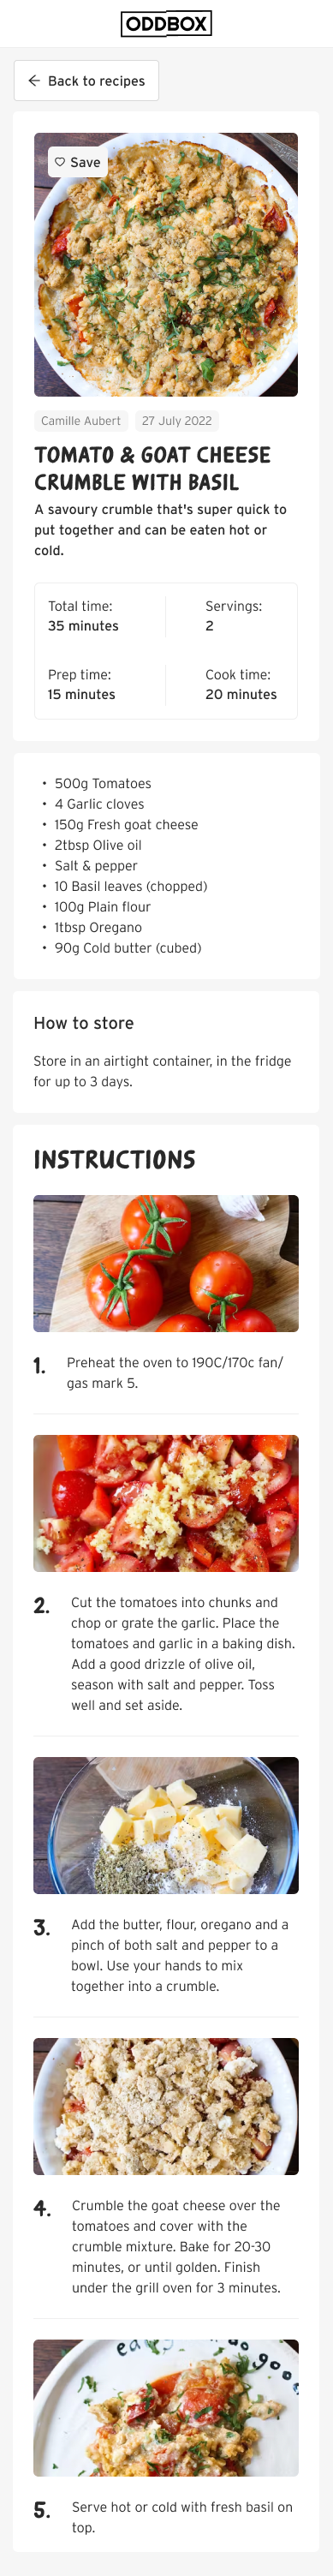 ODDBOX
← Back to recipes
Save
Camille Aubert 27 July 2022
TOMATO & GOAT CHEESE
CRUMBLE WITH BASIL
A savoury crumble that's super quick to
put together and can be eaten hot or
cold.
Total time: Servings:
35 minutes 2
Prep time: Cook time:
15 minutes 20 minutes
• 500g Tomatoes
• 4 Garlic cloves
• 150g Fresh goat cheese
• 2tbsp Olive oil
• Salt & pepper
• 10 Basil leaves (chopped)
• 100g Plain flour
• 1tbsp Oregano
• 90g Cold butter (cubed)
How to store
Store in an airtight container, in the fridge
for up to 3 days.
INSTRUCTIONS
1. Preheat the oven to 190C/170c fan/
gas mark 5.
2. Cut the tomatoes into chunks and
chop or grate the garlic. Place the
tomatoes and garlic in a baking dish.
Add a good drizzle of olive oil,
season with salt and pepper. Toss
well and set aside.
3. Add the butter, flour, oregano and a
pinch of both salt and pepper to a
bowl. Use your hands to mix
together into a crumble.
4. Crumble the goat cheese over the
tomatoes and cover with the
crumble mixture. Bake for 20-30
minutes, or until golden. Finish
under the grill oven for 3 minutes.
5. Serve hot or cold with fresh basil on
top.